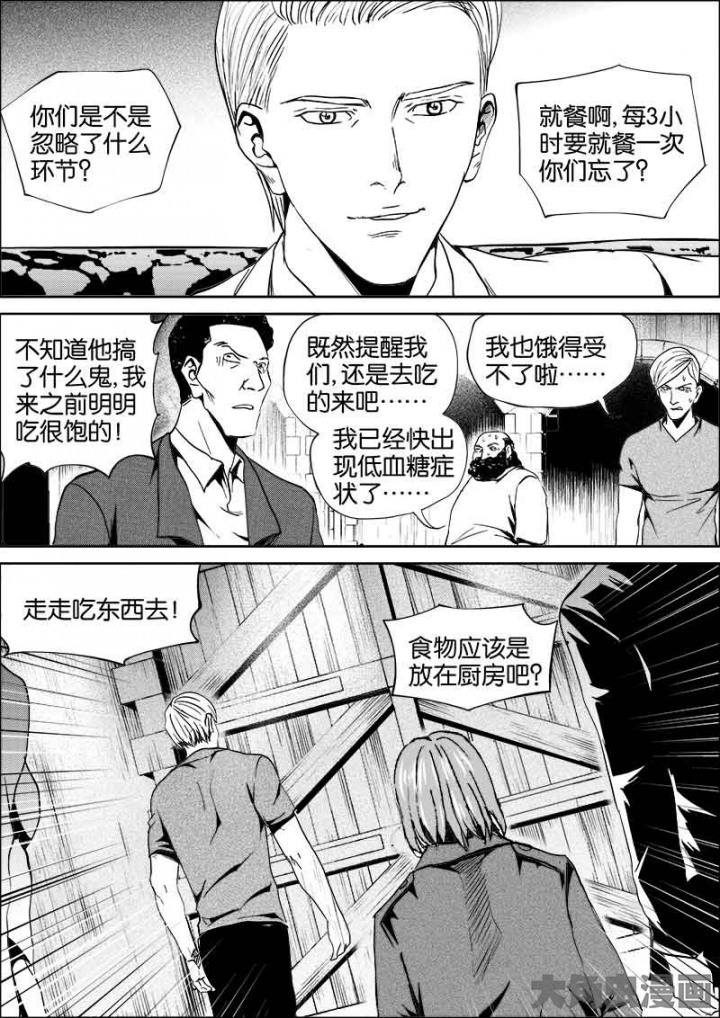 你们是不是
忽略了什么
环节?
就餐啊,每3小
时要就餐一次
你们忘了?
不知道他搞
了什么鬼,我
来之前明明
吃很饱的!
既然提醒我
们,还是去吃
的来吧……
我已经快出
现低血糖症
状了……
我也饿得受
不了啦……
走走吃东西去!
食物应该是
放在厨房吧?